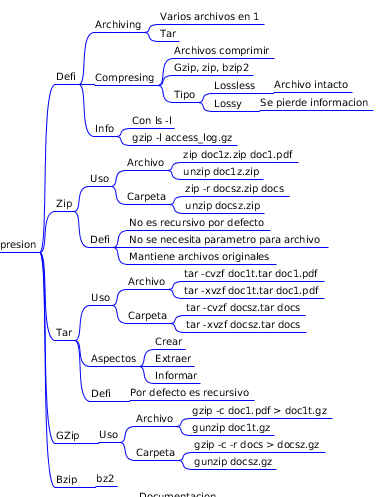 Varios archivos en 1
Archiving
Tar
Archivos comprimir
Defi
Compresing
Gzip, zip, bzip2
Lossless
Archivo intacto
Tipo
Lossy
Se pierde informacion
Con ls -l
Info
gzip -l access_log.gz
zip doc1z.zip doc1.pdf
Archivo
unzip doc1z.zip
Uso
zip -r docsz.zip docs
Carpeta
unzip docsz.zip
Zip
No es recursivo por defecto
presion
Defi
No se necesita parametro para archivo
Mantiene archivos originales
tar -cvzf doc1t.tar doc1.pdf
Archivo
tar -xvzf doc1t.tar doc1.pdf
Uso
tar -cvzf docsz.tar docs
Carpeta
tar -xvzf docsz.tar docs
Tar
Crear
Aspectos
Extraer
Informar
Defi
Por defecto es recursivo
gzip -c doc1.pdf > doc1t.gz
Archivo
gunzip doc1t.gz
GZip
Uso
gzip -c -r docs > docsz.gz
Carpeta
gunzip docsz.gz
Bzip
bz2
Documentacion